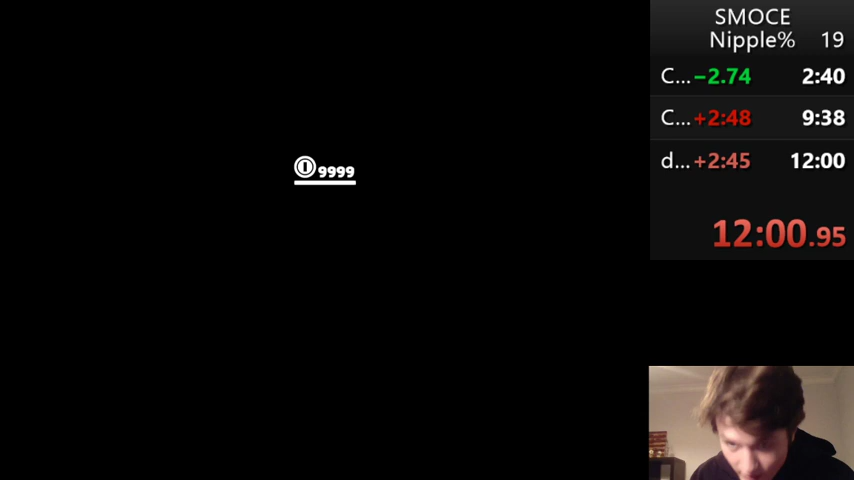 9999
SMOCE
Nipple% 19
C... −2.74 2:40
C... +2:48 9:38
d... +2:45 12:00
12:00.95